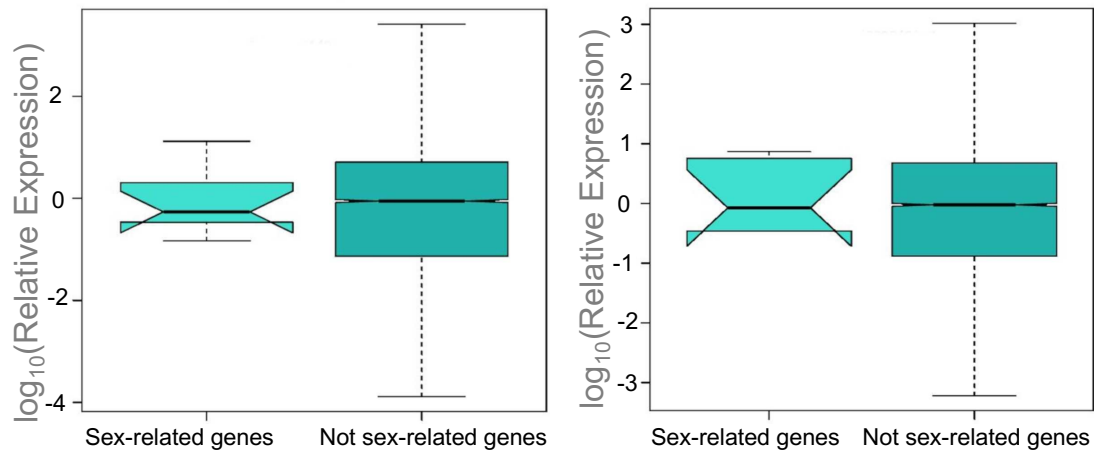 log₁₀(Relative Expression)
2
0
-2
-4
Sex-related genes
Not sex-related genes
log₁₀(Relative Expression)
3
2
1
0
-1
-2
-3
Sex-related genes
Not sex-related genes